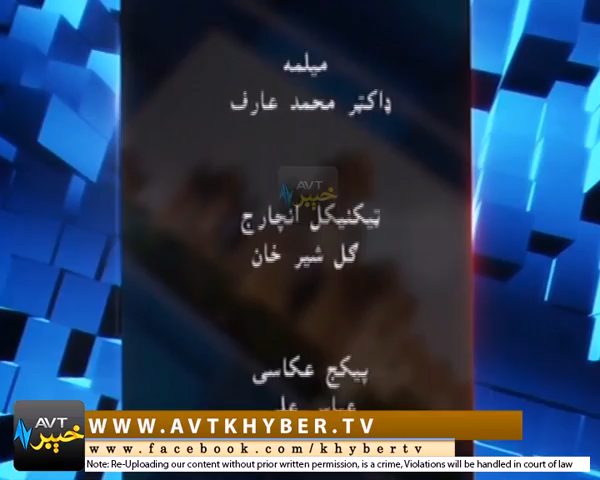 میلمه
ډاکټر محمد عارف
AVT
خیبر
ټیکنیکل انچارج
ګل شیر خان
پیکج عکاسی
AVT
خیبر
WWW.AVTKHYBER.TV
www.facebook.com/khybertv
Note: Re-Uploading our content without prior written permission, is a crime, Violations will be handled in court of law